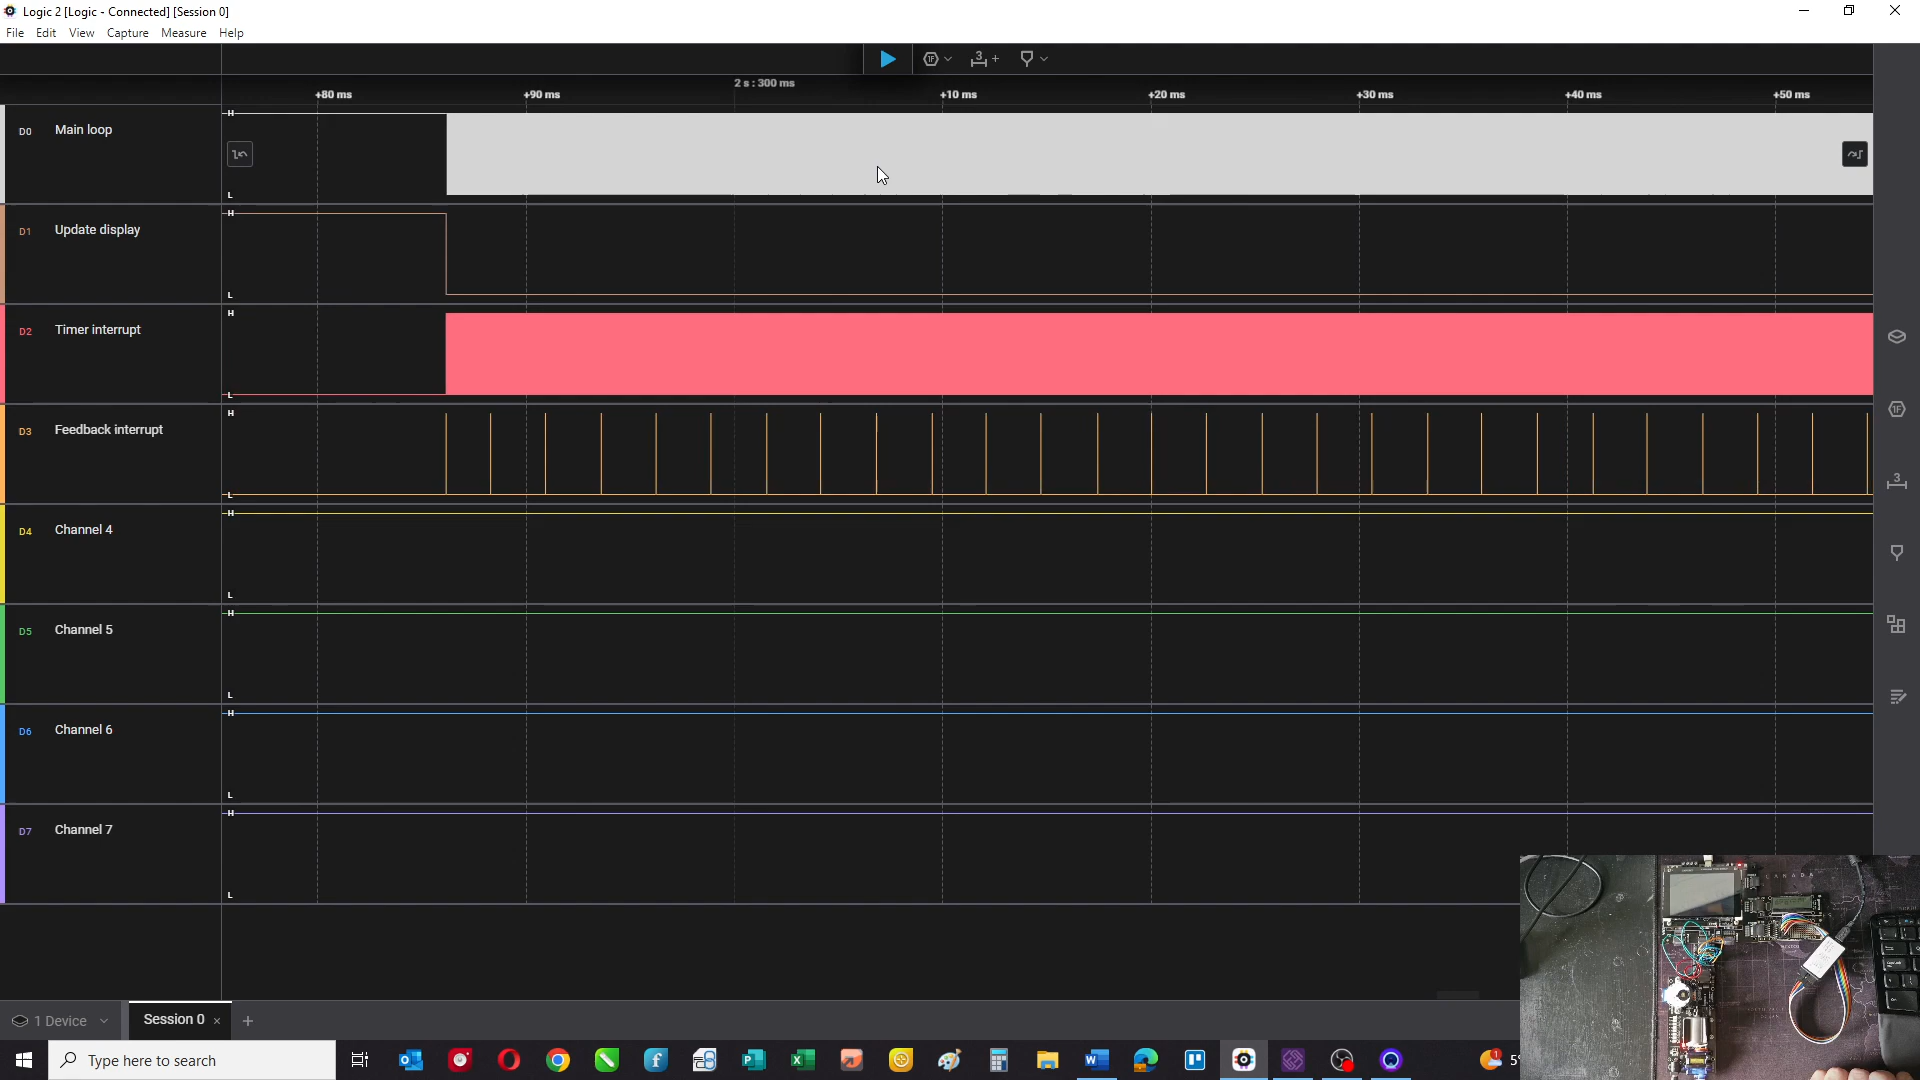 Logic 2 [Logic - Connected] [Session 0]
File Edit View Capture Measure Help
2 s : 300 ms
+80 ms +90 ms +10 ms +20 ms +30 ms +40 ms +50 ms
D0 Main loop
H
L
D1 Update display
H
L
D2 Timer interrupt
H
L
D3 Feedback interrupt
H
L
D4 Channel 4
H
L
D5 Channel 5
H
L
D6 Channel 6
H
L
D7 Channel 7
H
L
1 Device
Session 0
Type here to search